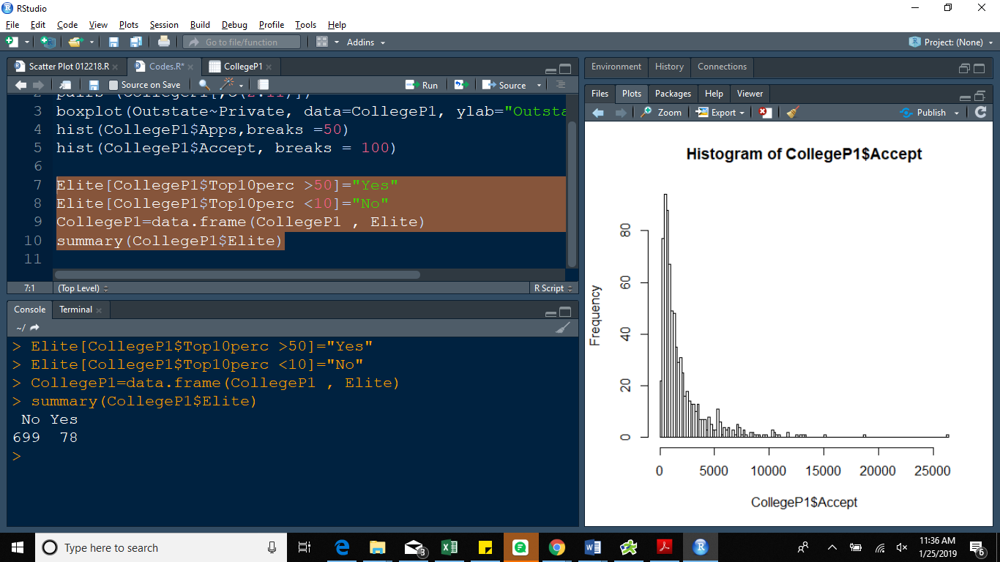 RStudio
File Edit Code View Plots Session Build Debug Profile Tools Help
Go to file/function Addins Project: (None)
Scatter Plot 012218.R Codes.R* CollegeP1
Source on Save Run Source
3 boxplot(Outstate~Private, data=CollegeP1, ylab="Outsta
4 hist(CollegeP1$Apps,breaks =50)
5 hist(CollegeP1$Accept, breaks = 100)
6
7 Elite[CollegeP1$Top10perc >50]="Yes"
8 Elite[CollegeP1$Top10perc <10]="No"
9 CollegeP1=data.frame(CollegeP1 , Elite)
10 summary(CollegeP1$Elite)
11
7:1 (Top Level) R Script
Console Terminal
~/
> Elite[CollegeP1$Top10perc >50]="Yes"
> Elite[CollegeP1$Top10perc <10]="No"
> CollegeP1=data.frame(CollegeP1 , Elite)
> summary(CollegeP1$Elite)
No Yes
699 78
>
Environment History Connections
Files Plots Packages Help Viewer
Zoom Export Publish
Histogram of CollegeP1$Accept
Frequency
80
60
40
20
0
0 5000 10000 15000 20000 25000
CollegeP1$Accept
Type here to search
3
11:36 AM
1/25/2019
6